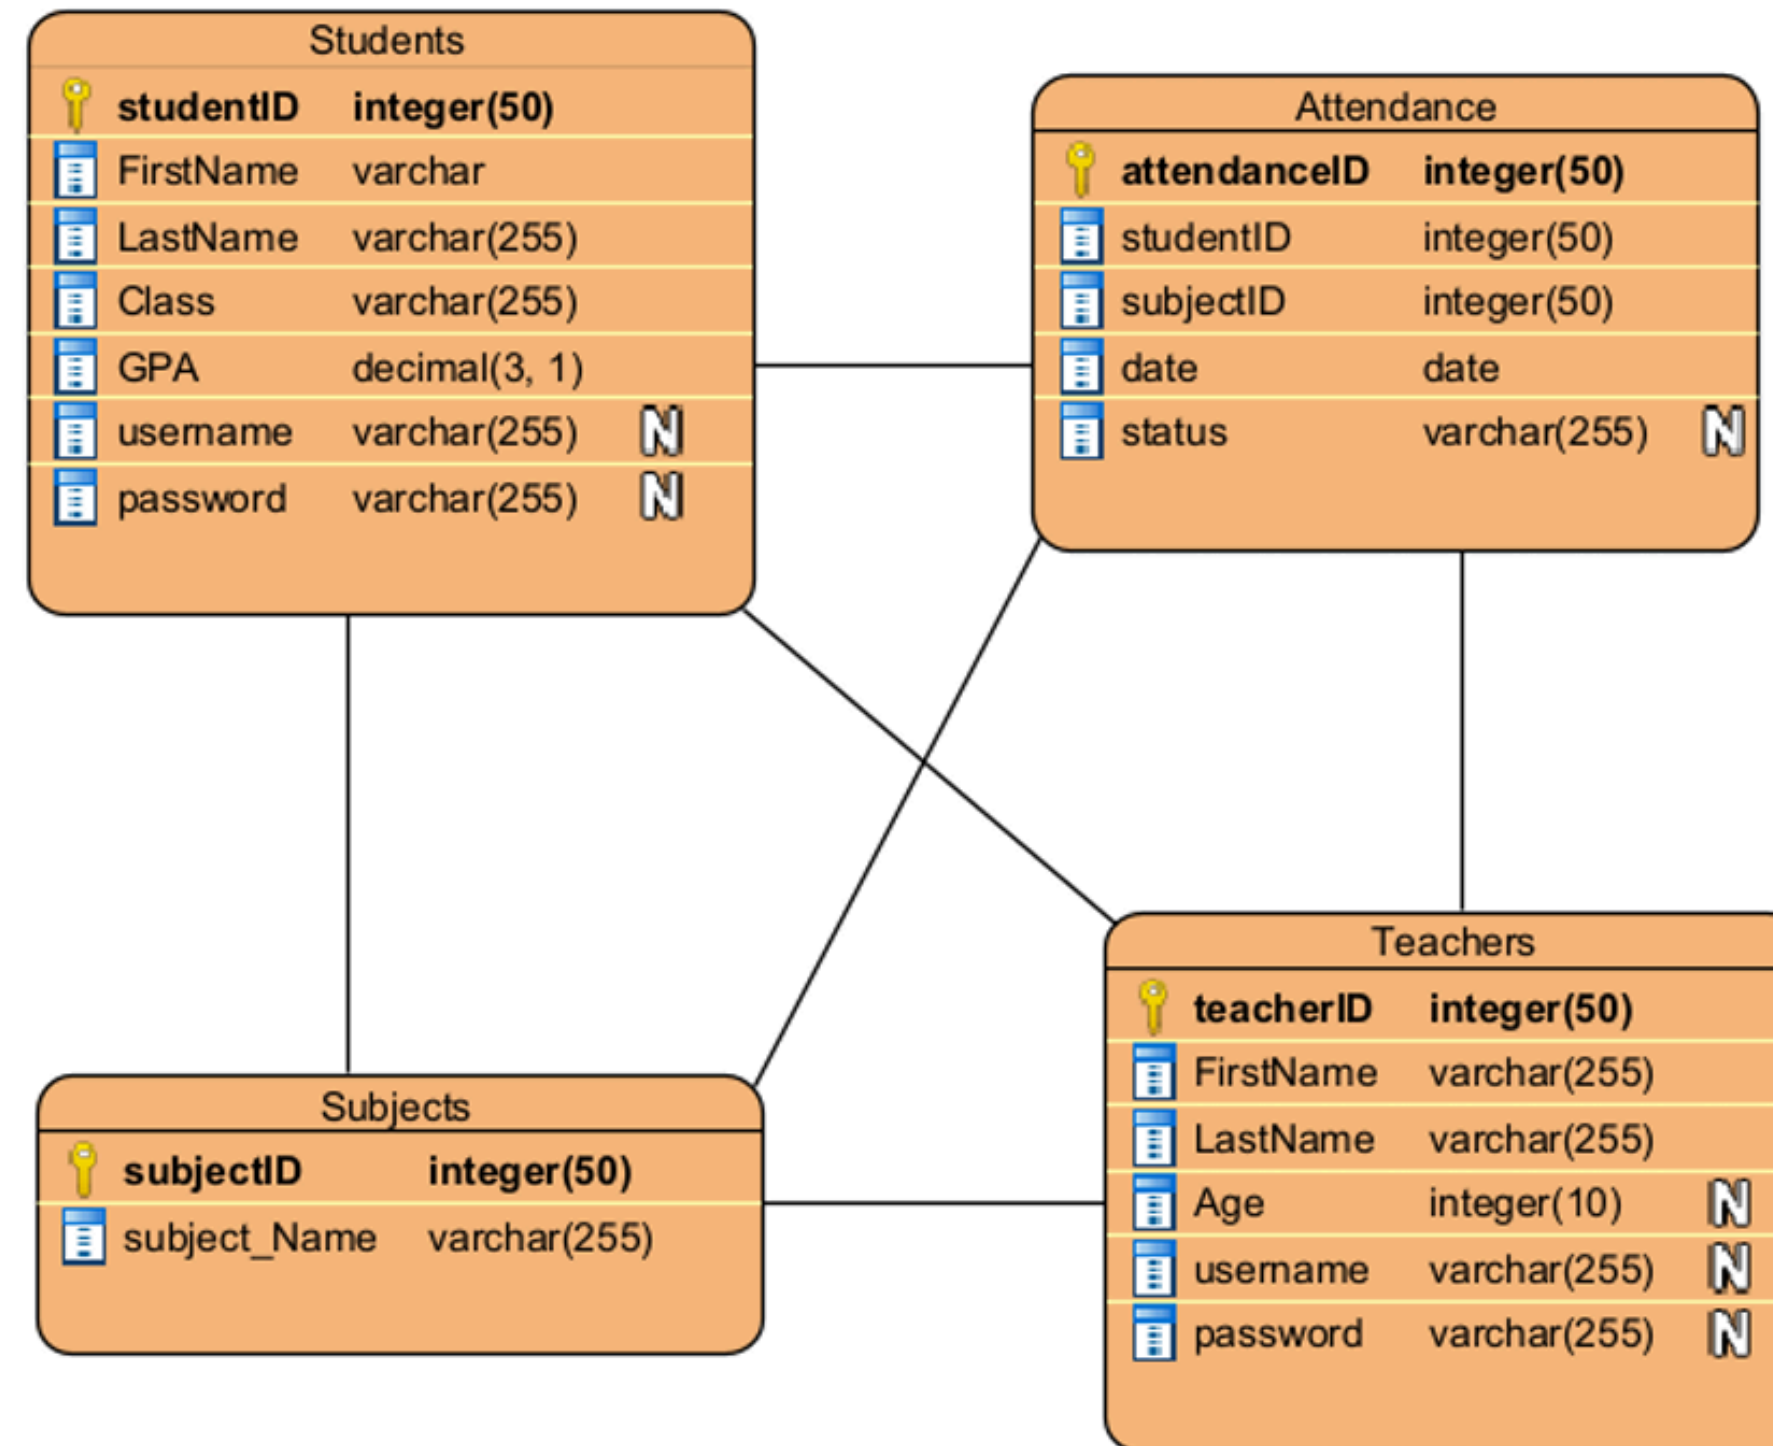 Students
studentID integer(50)
FirstName varchar
LastName varchar(255)
Class varchar(255)
GPA decimal(3, 1)
username varchar(255) N
password varchar(255) N
Attendance
attendanceID integer(50)
studentID integer(50)
subjectID integer(50)
date date
status varchar(255) N
Subjects
subjectID integer(50)
subject_Name varchar(255)
Teachers
teacherID integer(50)
FirstName varchar(255)
LastName varchar(255)
Age integer(10) N
username varchar(255) N
password varchar(255) N